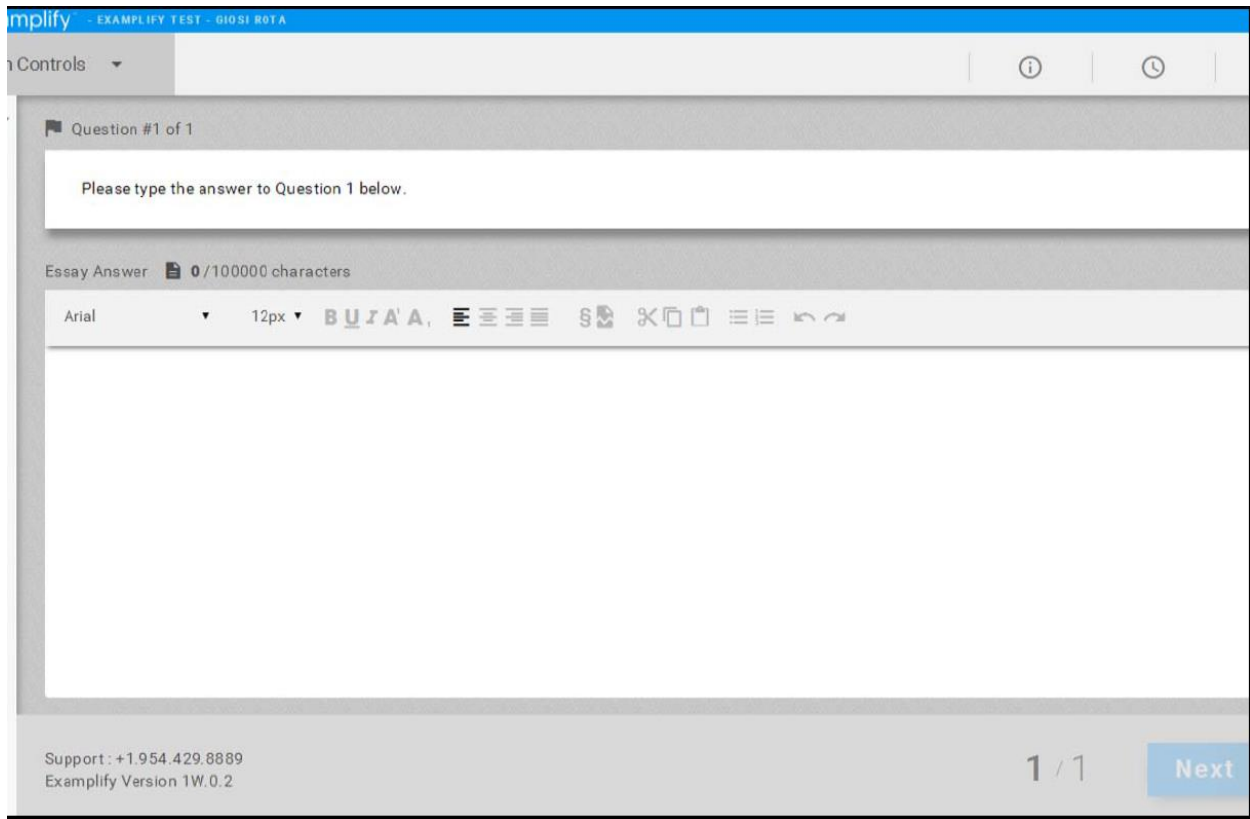 mplify - EXAMPLIFY TEST - GIOSI ROTA
Controls
Question #1 of 1
Please type the answer to Question 1 below.
Essay Answer 0/100000 characters
Arial 12px B U I A' A, §
Support : +1.954.429.8889
Examplify Version 1W.0.2
1 / 1
Next